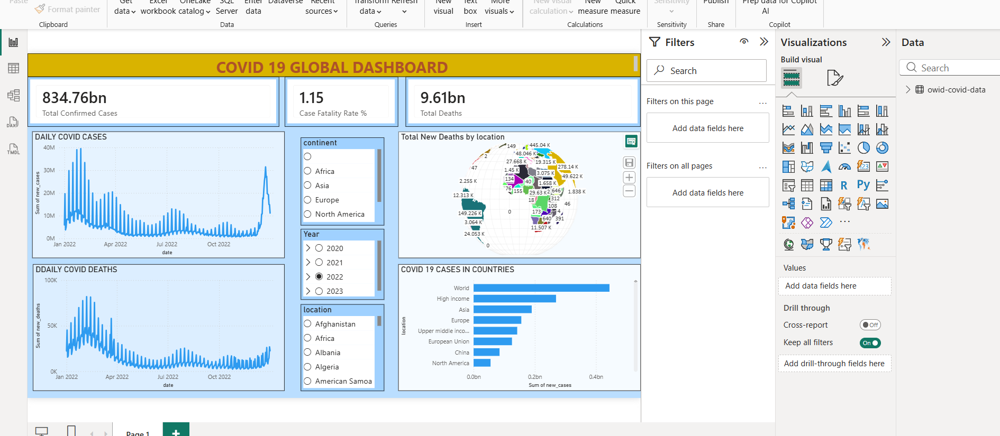 Paste
Format painter
Clipboard
Get data
Excel workbook
OneLake catalog
SQL Server
Enter data
Dataverse
Recent sources
Data
Transform data
Refresh
Queries
New visual
Text box
More visuals
Insert
New visual calculation
New measure
Quick measure
Calculations
Sensitivity
Sensitivity
Publish
Share
Prep data for Copilot
AI
Copilot
DAX
TMDL
COVID 19 GLOBAL DASHBOARD
834.76bn
Total Confirmed Cases
1.15
Case Fatality Rate %
9.61bn
Total Deaths
DAILY COVID CASES
40M
30M
20M
10M
0M
Sum of new_cases
Jan 2022 Apr 2022 Jul 2022 Oct 2022
date
DDAILY COVID DEATHS
100K
50K
0K
Sum of new_deaths
Jan 2022 Apr 2022 Jul 2022 Oct 2022
date
continent
Africa
Asia
Europe
North America
Year
2020
2021
2022
2023
location
Afghanistan
Africa
Albania
Algeria
American Samoa
Total New Deaths by location
149
445.04 K
2
48.046 K
27.668 K
19.315 K
47
1.45 K
3.075 K
278.14 K
49.622 K
2.255 K
134
40
1.658 K
76
155
29.63 K
2
646
1.838 K
12.313 K
18
312
46
149.226 K
0
173
108
4
3.064 K
640
391
24.053 K
11.507 K
0
COVID 19 CASES IN COUNTRIES
location
World
High income
Asia
Europe
Upper middle inco...
European Union
China
North America
0.0bn 0.2bn 0.4bn
Sum of new_cases
Page 1
Filters
Search
Filters on this page
...
Add data fields here
Filters on all pages
...
Add data fields here
Visualizations
Build visual
123
R
Py
...
Values
Add data fields here
Drill through
Cross-report
Off
Keep all filters
On
Add drill-through fields here
Data
Search
owid-covid-data